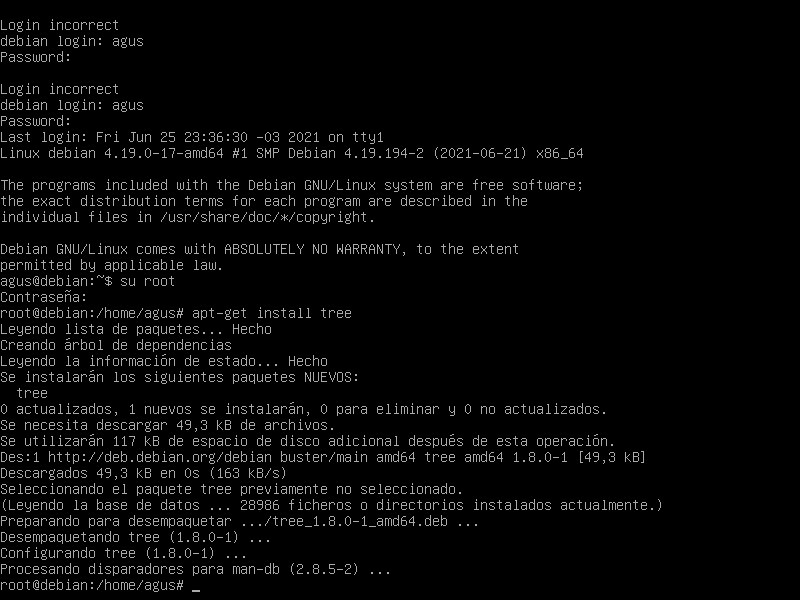 Login incorrect
debian login: agus
Password:
Login incorrect
debian login: agus
Password:
Last login: Fri Jun 25 23:36:30 -03 2021 on tty1
Linux debian 4.19.0-17-amd64 #1 SMP Debian 4.19.194-2 (2021-06-21) x86_64
The programs included with the Debian GNU/Linux system are free software;
the exact distribution terms for each program are described in the
individual files in /usr/share/doc/*/copyright.
Debian GNU/Linux comes with ABSOLUTELY NO WARRANTY, to the extent
permitted by applicable law.
agus@debian:~$ su root
Contraseña:
root@debian:/home/agus# apt-get install tree
Leyendo lista de paquetes... Hecho
Creando árbol de dependencias
Leyendo la información de estado... Hecho
Se instalarán los siguientes paquetes NUEVOS:
  tree
0 actualizados, 1 nuevos se instalarán, 0 para eliminar y 0 no actualizados.
Se necesita descargar 49,3 kB de archivos.
Se utilizarán 117 kB de espacio de disco adicional después de esta operación.
Des:1 http://deb.debian.org/debian buster/main amd64 tree amd64 1.8.0-1 [49,3 kB]
Descargados 49,3 kB en 0s (163 kB/s)
Seleccionando el paquete tree previamente no seleccionado.
(Leyendo la base de datos ... 28986 ficheros o directorios instalados actualmente.)
Preparando para desempaquetar .../tree_1.8.0-1_amd64.deb ...
Desempaquetando tree (1.8.0-1) ...
Configurando tree (1.8.0-1) ...
Procesando disparadores para man-db (2.8.5-2) ...
root@debian:/home/agus# _